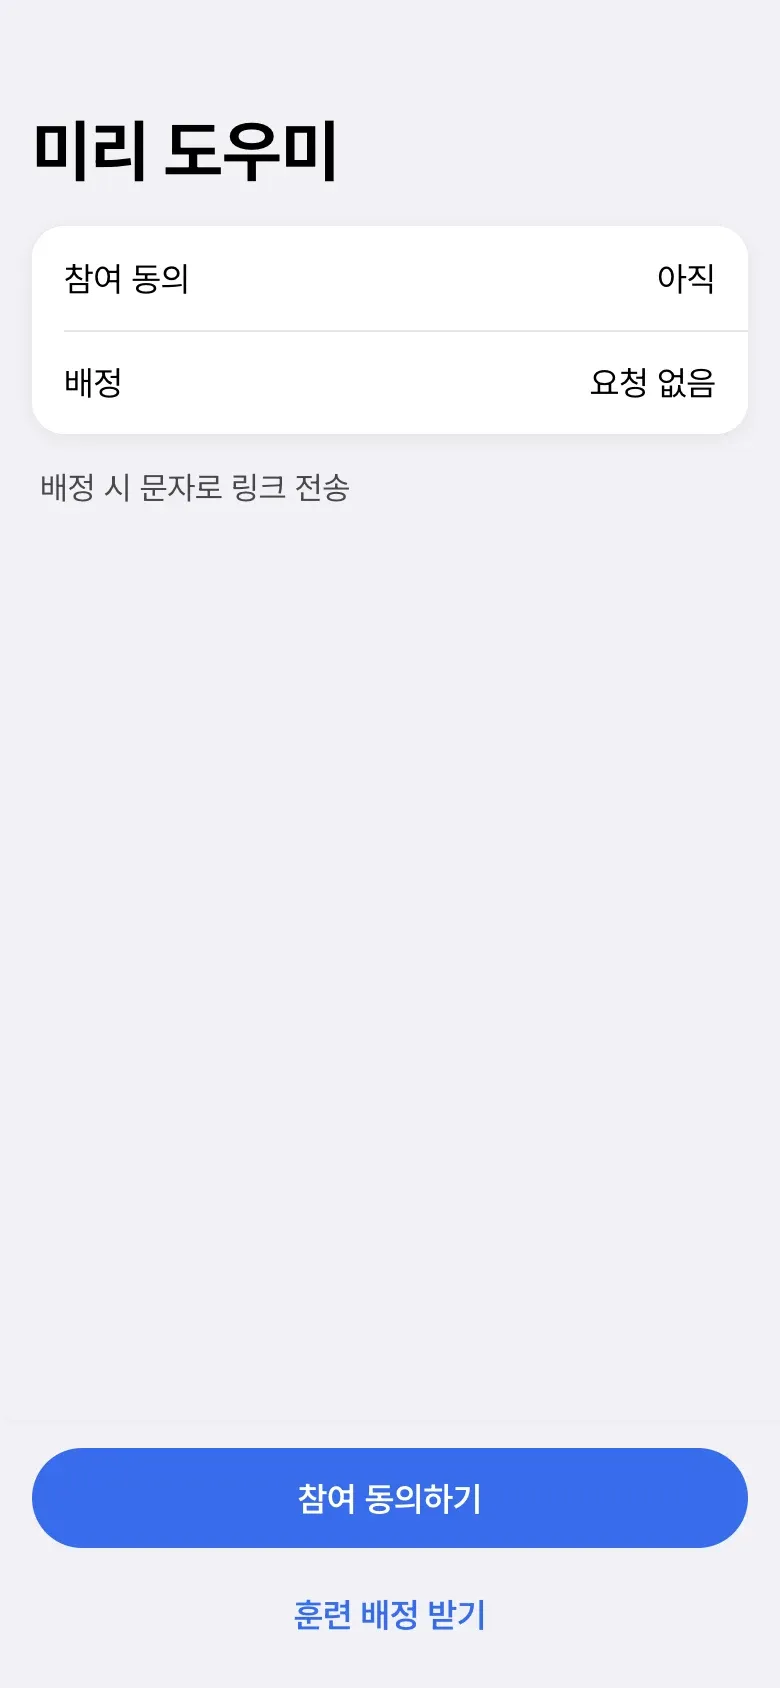 미리 도우미
참여 동의 아직
배정 요청 없음
배정 시 문자로 링크 전송
참여 동의하기
훈련 배정 받기